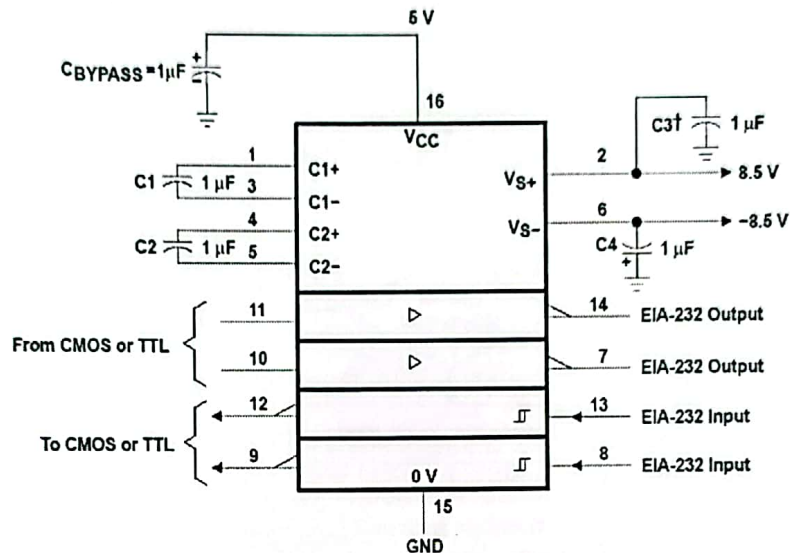 5 V
CBYPASS = 1μF
+
−
16
VCC
C3† 1 μF
1
C1+
C1 1 μF
3
C1−
2
VS+
8.5 V
4
C2+
C2 1 μF
5
C2−
6
VS−
−8.5 V
C4 1 μF
+
11
14
EIA-232 Output
From CMOS or TTL
10
7
EIA-232 Output
12
13
EIA-232 Input
To CMOS or TTL
9
8
EIA-232 Input
0 V
15
GND